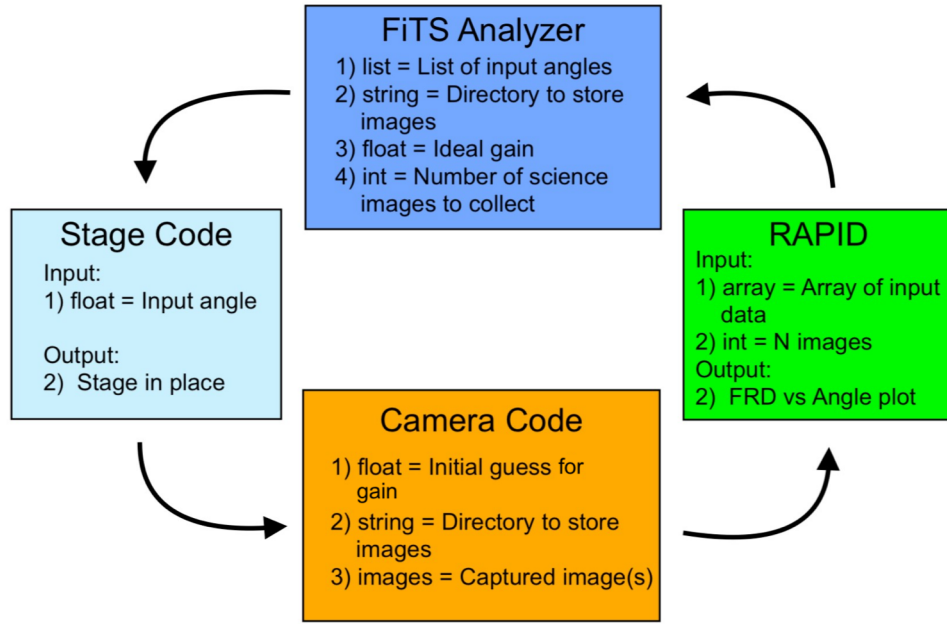 FiTS Analyzer
1) list = List of input angles
2) string = Directory to store
images
3) float = Ideal gain
4) int = Number of science
images to collect
Stage Code
Input:
1) float = Input angle
Output:
2) Stage in place
RAPID
Input:
1) array = Array of input
data
2) int = N images
Output:
2) FRD vs Angle plot
Camera Code
1) float = Initial guess for
gain
2) string = Directory to store
images
3) images = Captured image(s)